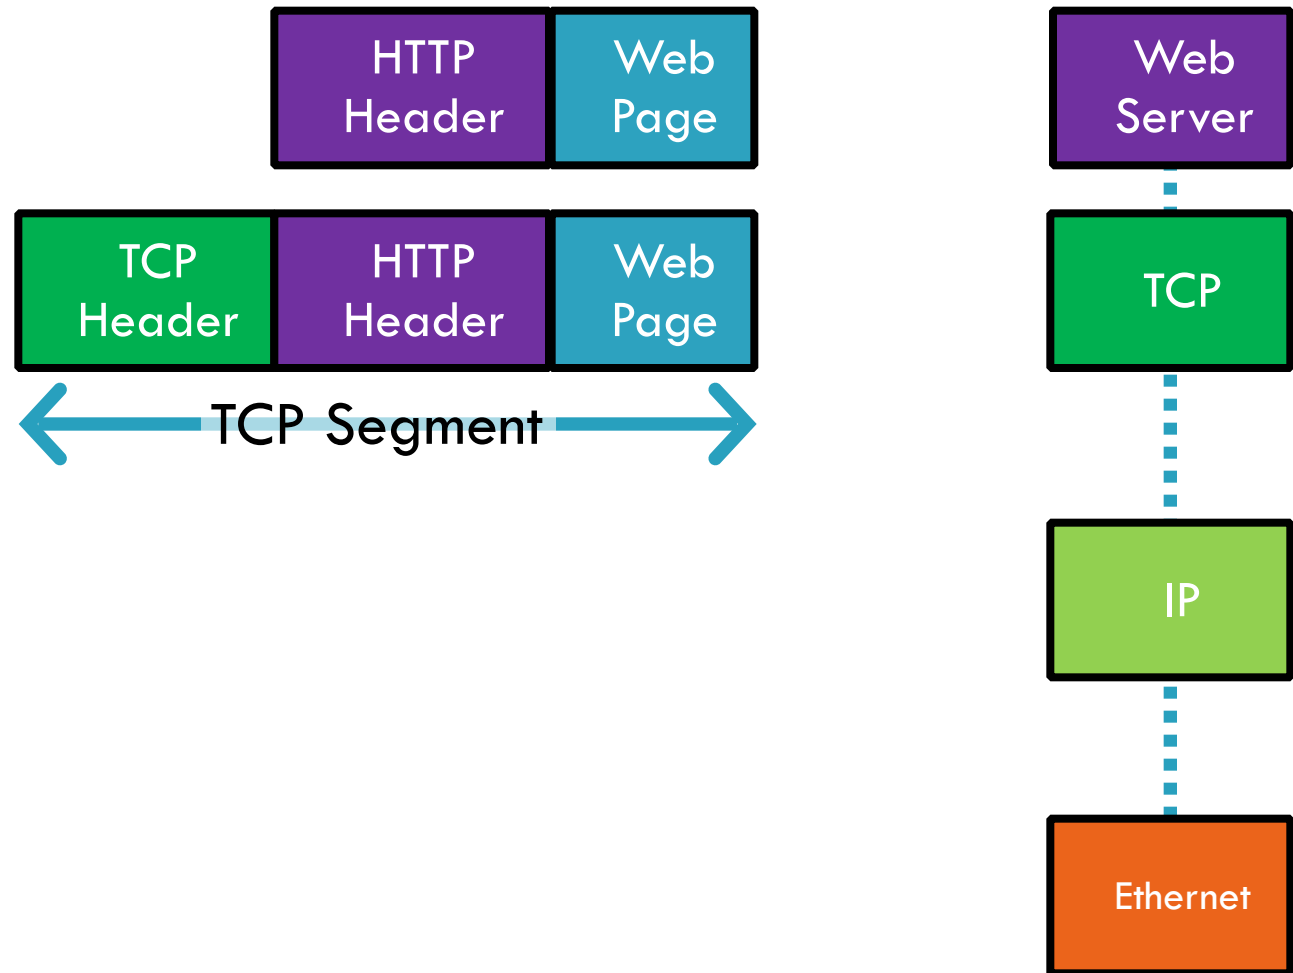 HTTP
Header
Web
Page
Web
Server
TCP
Header
HTTP
Header
Web
Page
TCP
TCP Segment
IP
Ethernet